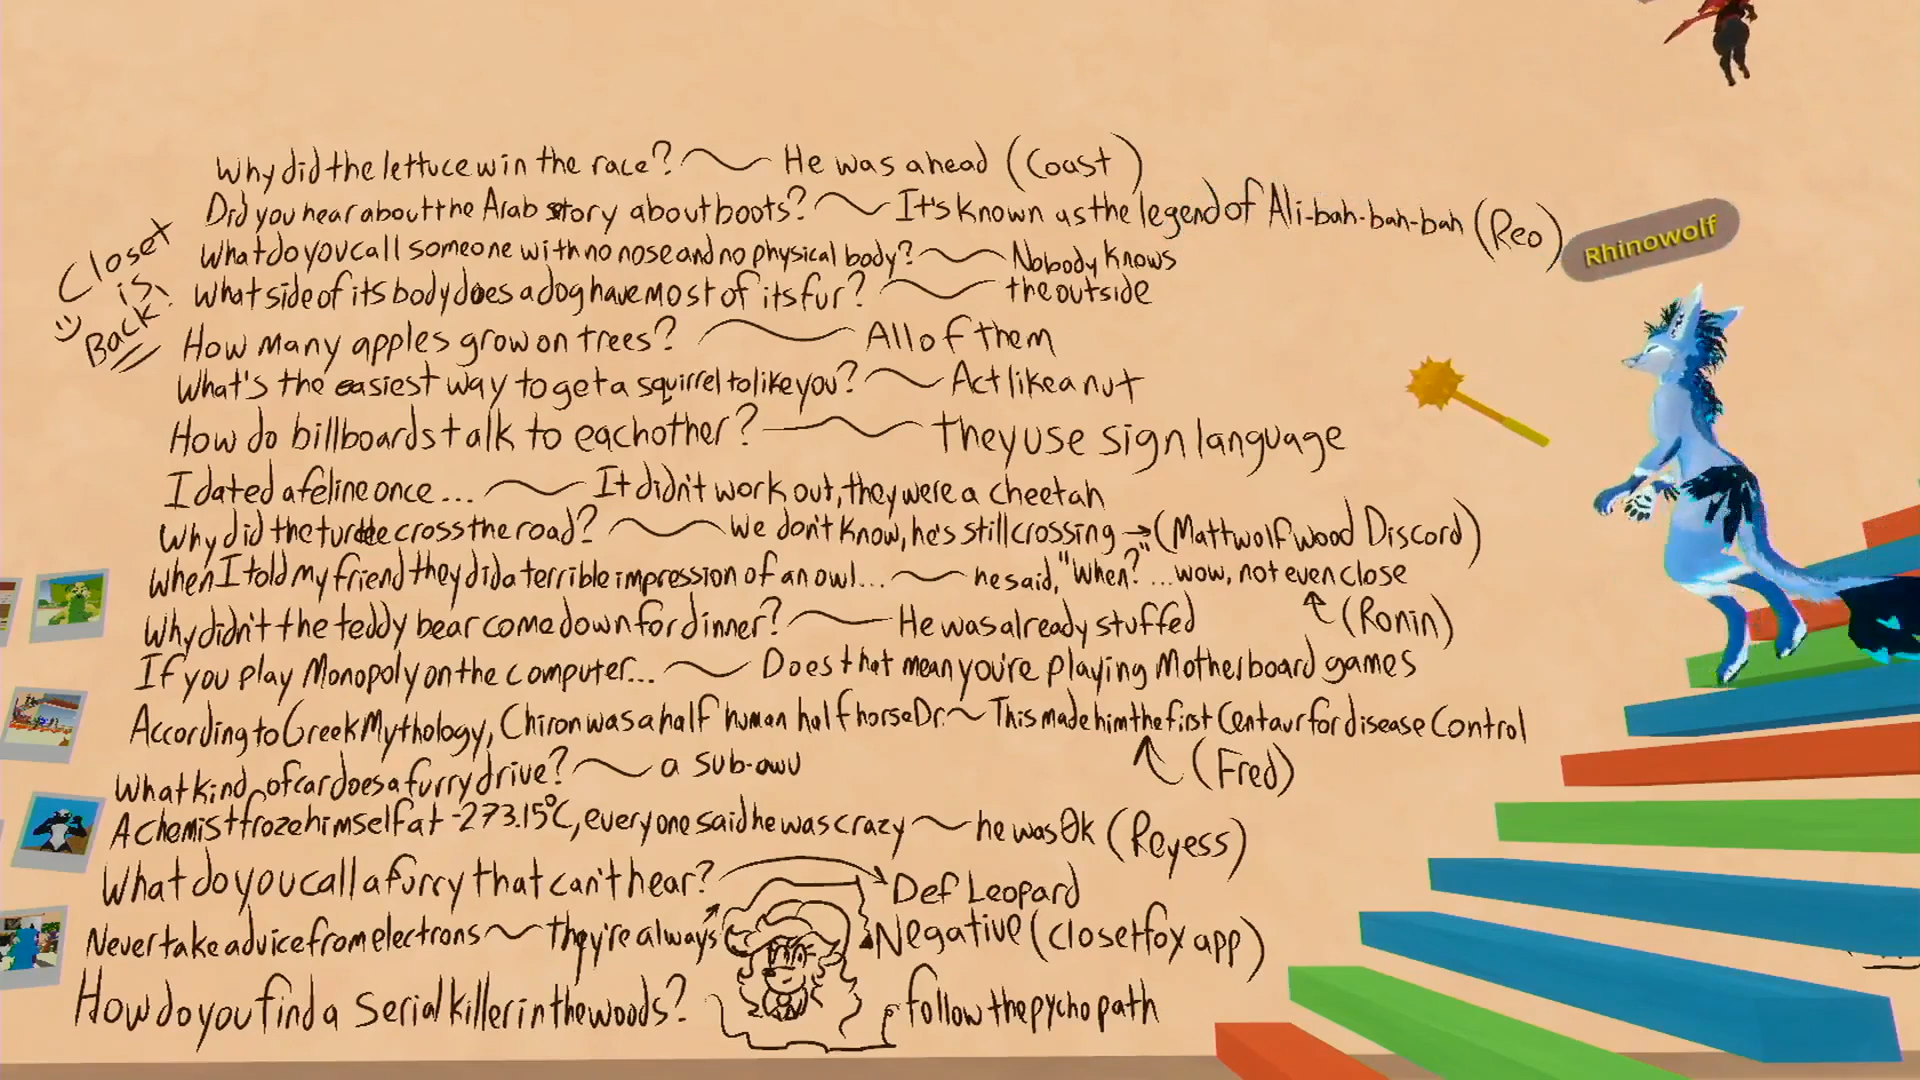 Why did the lettuce win the race? He was ahead (Coast)
Did you hear about the Arab story about boots? It's known as the legend of Ali-bah-bah-bah (Reo)
What do you call someone with no nose and no physical body? Nobody knows
What side of its body does a dog have most of its fur? the outside
How many apples grow on trees? All of them
What's the easiest way to get a squirrel to like you? Act like a nut
How do billboards talk to eachother? they use sign language
I dated a feline once... It didn't work out, they were a cheetah
Why did the turtle cross the road? we don't know, he's still crossing → (Mattwolfwood Discord)
When I told my friend they did a terrible impression of an owl... he said, "When?" ...wow, not even close
(Ronin)
Why didn't the teddy bear come down for dinner? He was already stuffed
If you play Monopoly on the computer... Does that mean you're playing Motherboard games
According to Greek Mythology, Chiron was a half human half horse Dr. This made him the first Centaur for disease Control
(Fred)
What kind of car does a furry drive? a sub-owu
A chemist froze himself at -273.15°C, everyone said he was crazy he was 0k (Reyess)
What do you call a furry that can't hear? Def Leopard
Never take advice from electrons they're always Negative (closetfox app)
How do you find a serial killer in the woods? follow the pycho path
Closet
is
Back!
Rhinowolf